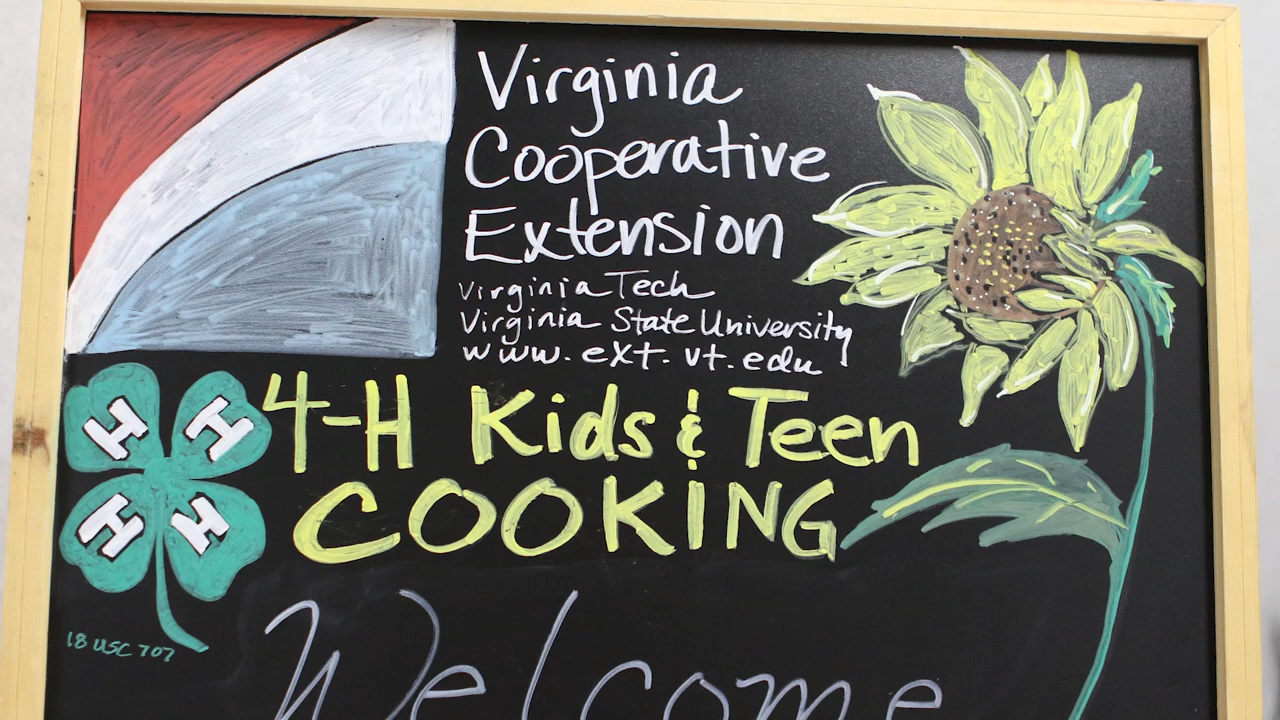 Virginia
Cooperative
Extension
Virginia Tech
Virginia State University
www.ext.vt.edu
4-H Kids & Teen
COOKING
H H
H H
18 USC 707
Welcome